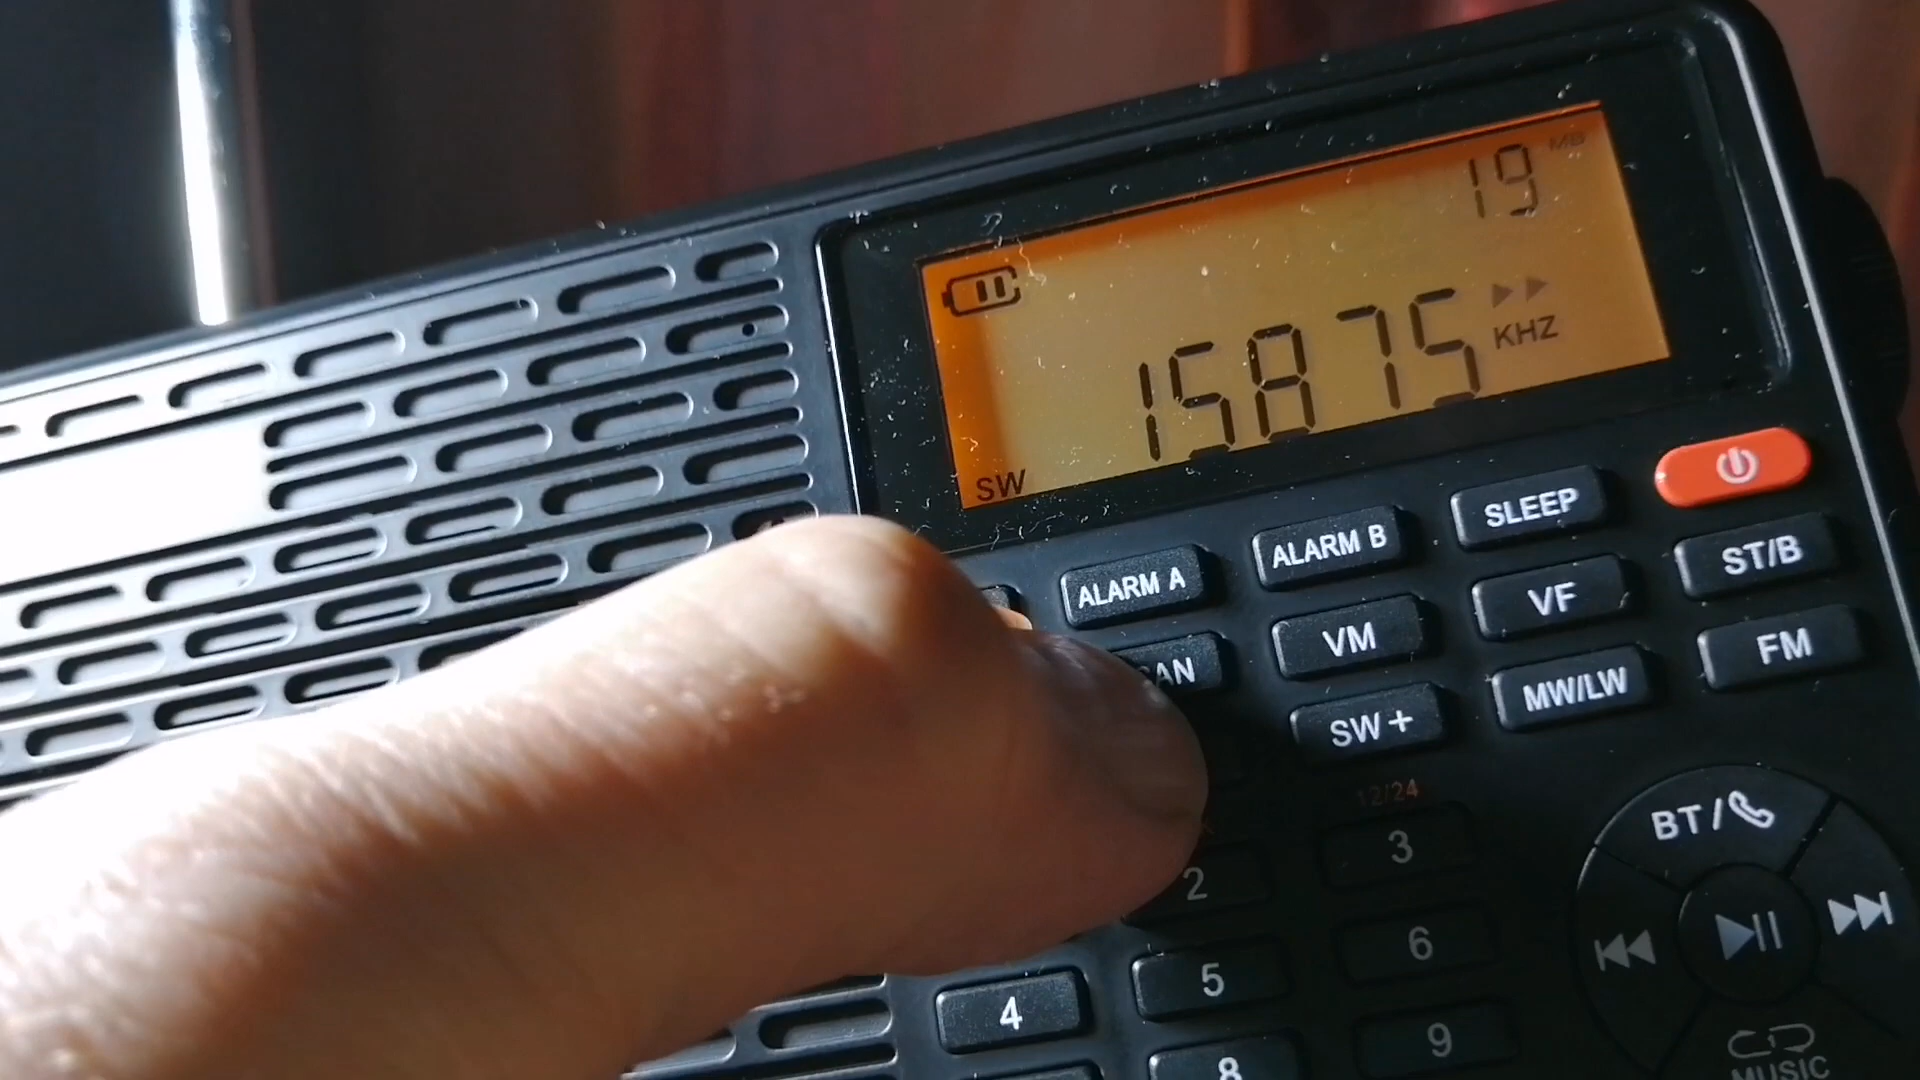 19 MB
15875 KHZ
SW
ALARM A
ALARM B
SLEEP
VM
VF
ST/B
SW+
MW/LW
FM
12/24
2
3
BT/
4
5
6
8
9
MUSIC